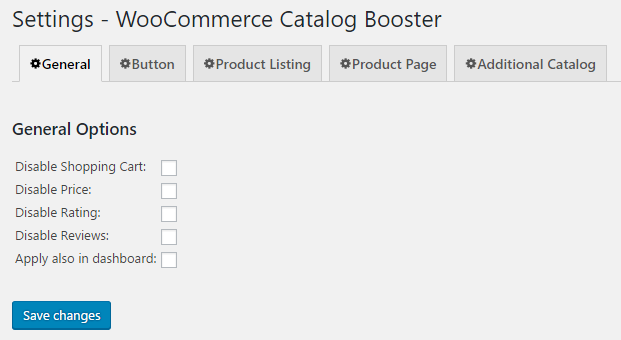 Settings - WooCommerce Catalog Booster
General Button Product Listing Product Page Additional Catalog
General Options
Disable Shopping Cart:
Disable Price:
Disable Rating:
Disable Reviews:
Apply also in dashboard:
Save changes